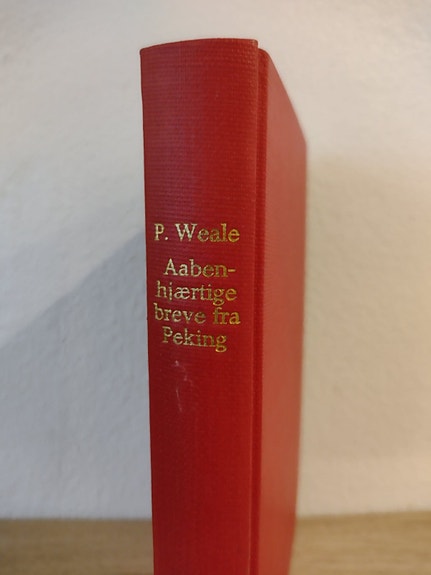 P. Weale
Aaben-
hjærtige
breve fra
Peking